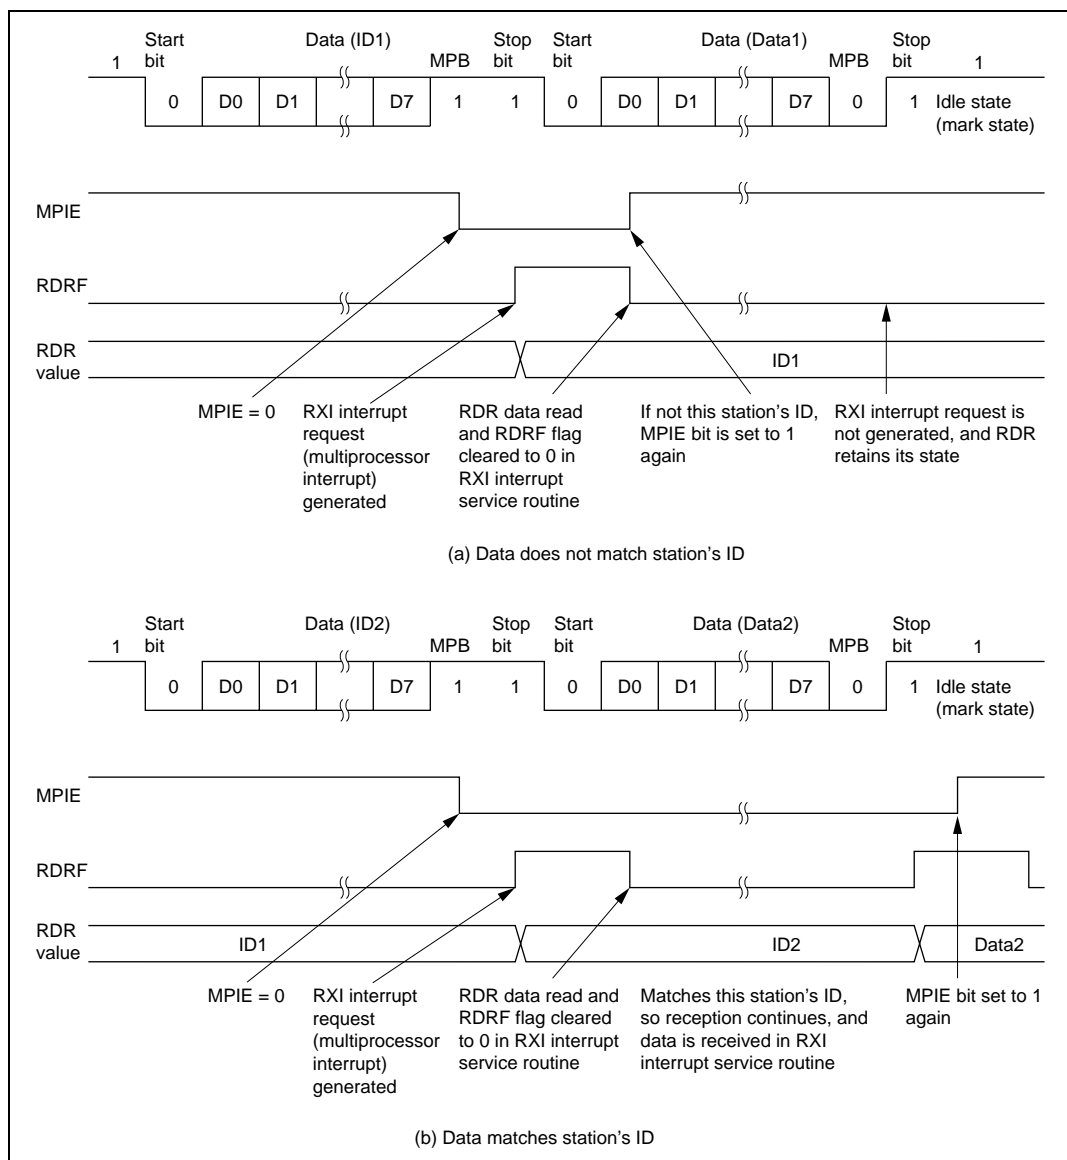 Start Data (ID1) Stop Start Data (Data1) Stop
1 bit MPB bit bit MPB bit 1
0 D0 D1 D7 1 1 0 D0 D1 D7 0 1 Idle state
(mark state)
MPIE
RDRF
RDR
value
ID1
MPIE = 0
RXI interrupt
request
(multiprocessor
interrupt)
generated
RDR data read
and RDRF flag
cleared to 0 in
RXI interrupt
service routine
If not this station's ID,
MPIE bit is set to 1
again
RXI interrupt request is
not generated, and RDR
retains its state
(a) Data does not match station's ID
Start Data (ID2) Stop Start Data (Data2) Stop
1 bit MPB bit bit MPB bit 1
0 D0 D1 D7 1 1 0 D0 D1 D7 0 1 Idle state
(mark state)
MPIE
RDRF
RDR
value
ID1 ID2 Data2
MPIE = 0
RXI interrupt
request
(multiprocessor
interrupt)
generated
RDR data read and
RDRF flag cleared
to 0 in RXI interrupt
service routine
Matches this station's ID,
so reception continues, and
data is received in RXI
interrupt service routine
MPIE bit set to 1
again
(b) Data matches station's ID